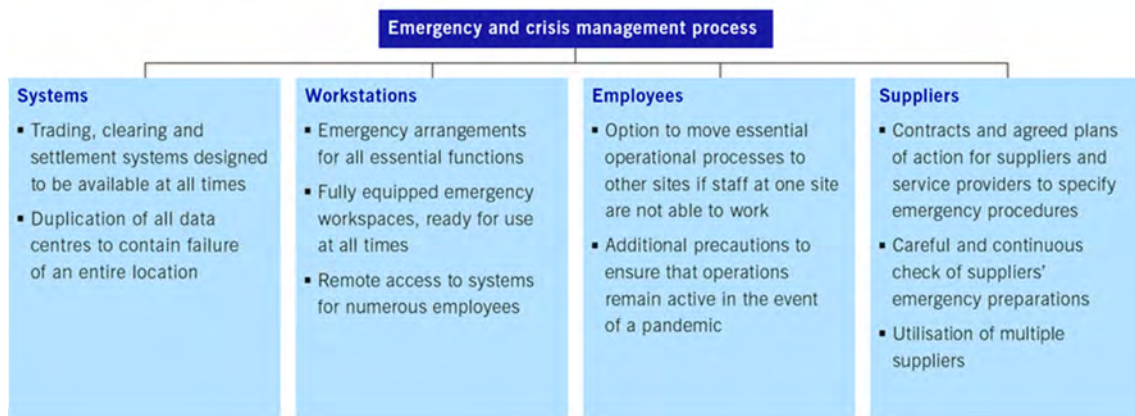 Emergency and crisis management process
Systems
▪ Trading, clearing and
settlement systems designed
to be available at all times
▪ Duplication of all data
centres to contain failure
of an entire location
Workstations
▪ Emergency arrangements
for all essential functions
▪ Fully equipped emergency
workspaces, ready for use
at all times
▪ Remote access to systems
for numerous employees
Employees
▪ Option to move essential
operational processes to
other sites if staff at one site
are not able to work
▪ Additional precautions to
ensure that operations
remain active in the event
of a pandemic
Suppliers
▪ Contracts and agreed plans
of action for suppliers and
service providers to specify
emergency procedures
▪ Careful and continuous
check of suppliers’
emergency preparations
▪ Utilisation of multiple
suppliers